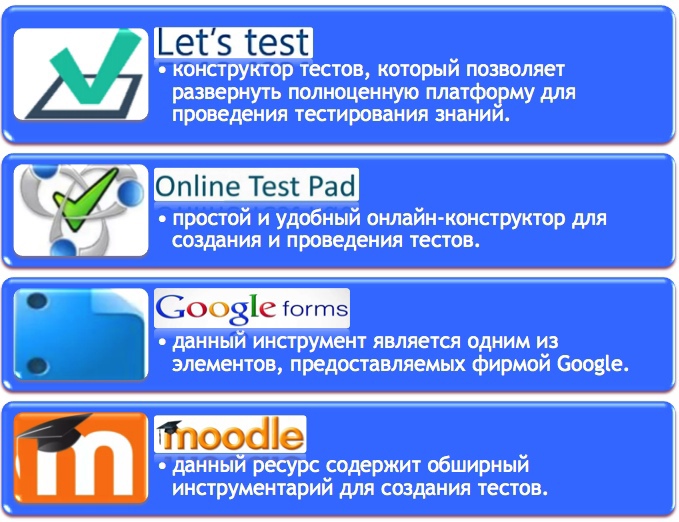 Let's test
• конструктор тестов, который позволяет
развернуть полноценную платформу для
проведения тестирования знаний.
Online Test Pad
• простой и удобный онлайн-конструктор для
создания и проведения тестов.
Google forms
• данный инструмент является одним из
элементов, предоставляемых фирмой Google.
m moodle
• данный ресурс содержит обширный
инструментарий для создания тестов.